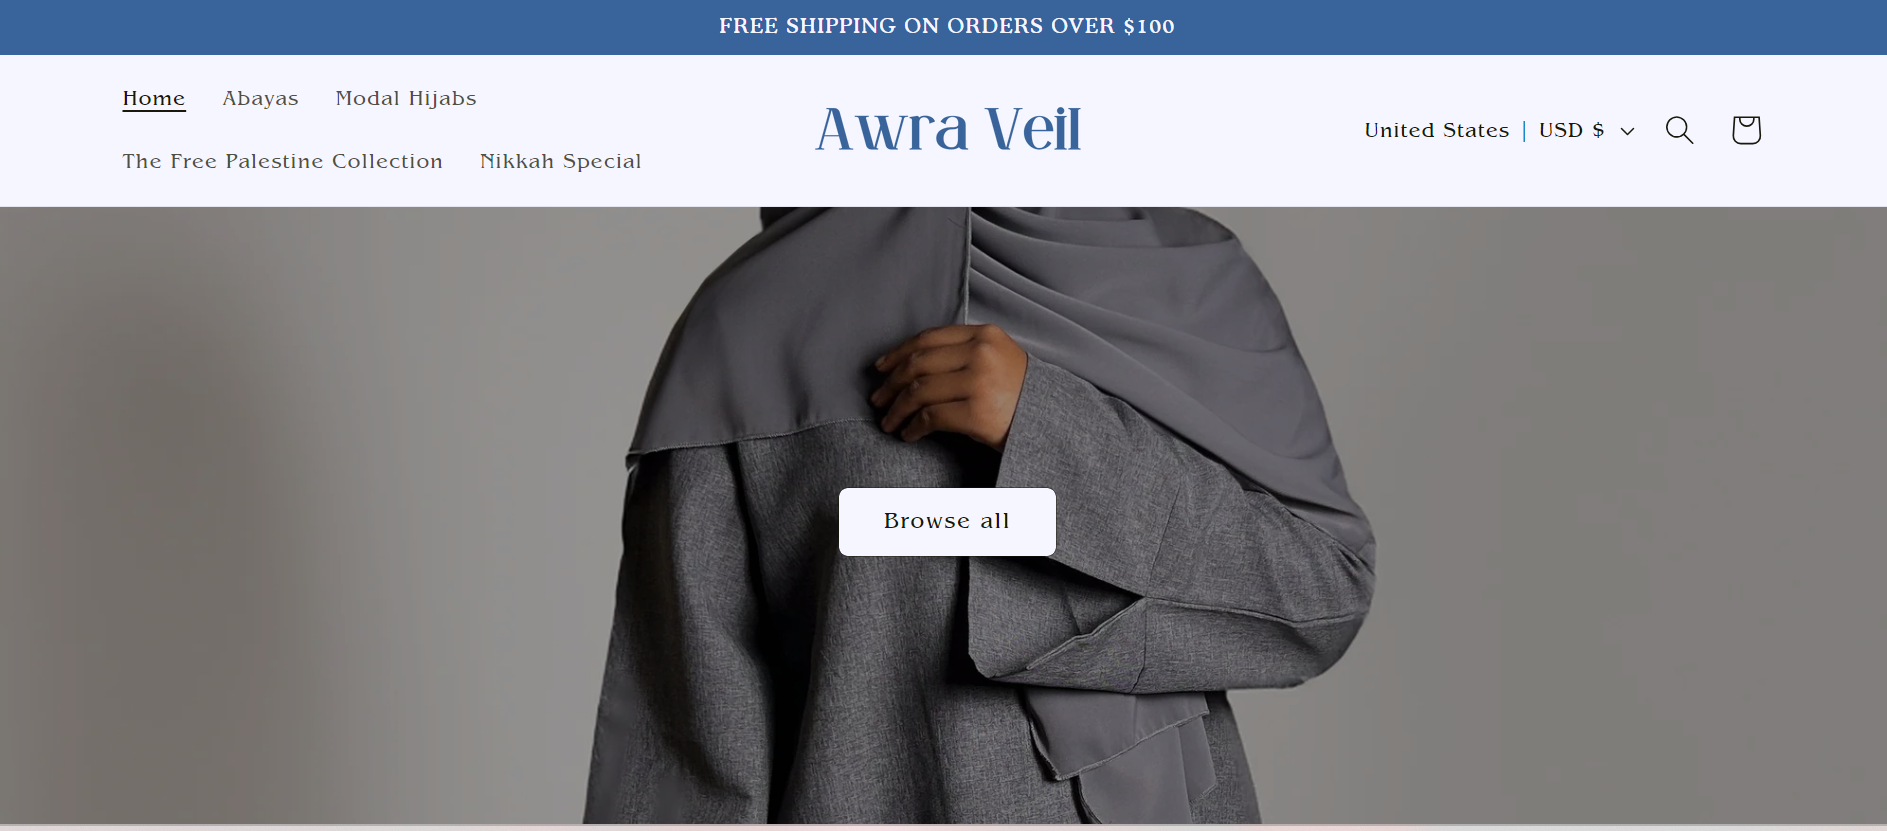 FREE SHIPPING ON ORDERS OVER $100
Home Abayas Modal Hijabs
The Free Palestine Collection Nikkah Special
Awra Veil
United States | USD $
Browse all